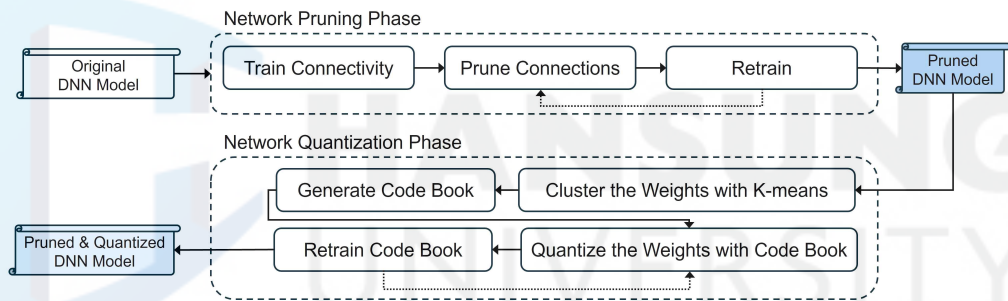 Network Pruning Phase
Original
DNN Model
Train Connectivity
Prune Connections
Retrain
Pruned
DNN Model
Network Quantization Phase
Generate Code Book
Cluster the Weights with K-means
Pruned & Quantized
DNN Model
Retrain Code Book
Quantize the Weights with Code Book
HANSUNG
UNIVERSITY